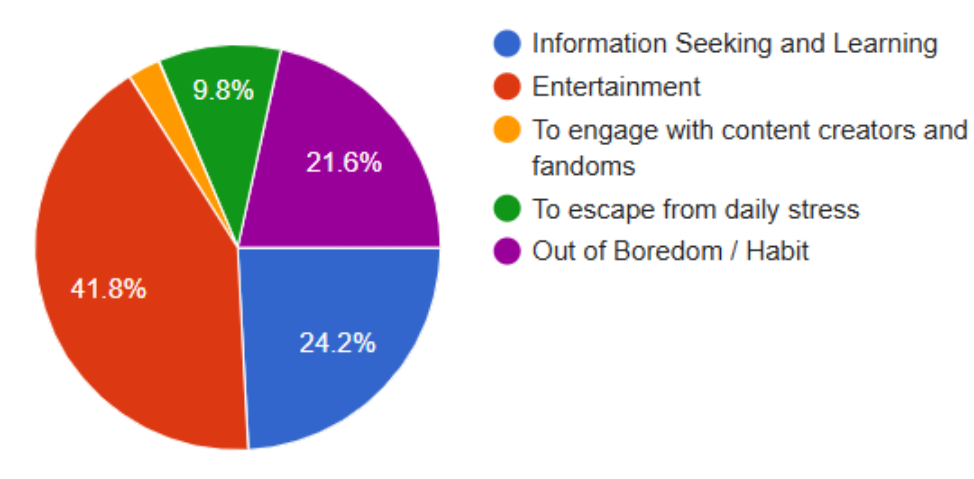 Information Seeking and Learning
Entertainment
To engage with content creators and
fandoms
To escape from daily stress
Out of Boredom / Habit
9.8%
21.6%
41.8%
24.2%